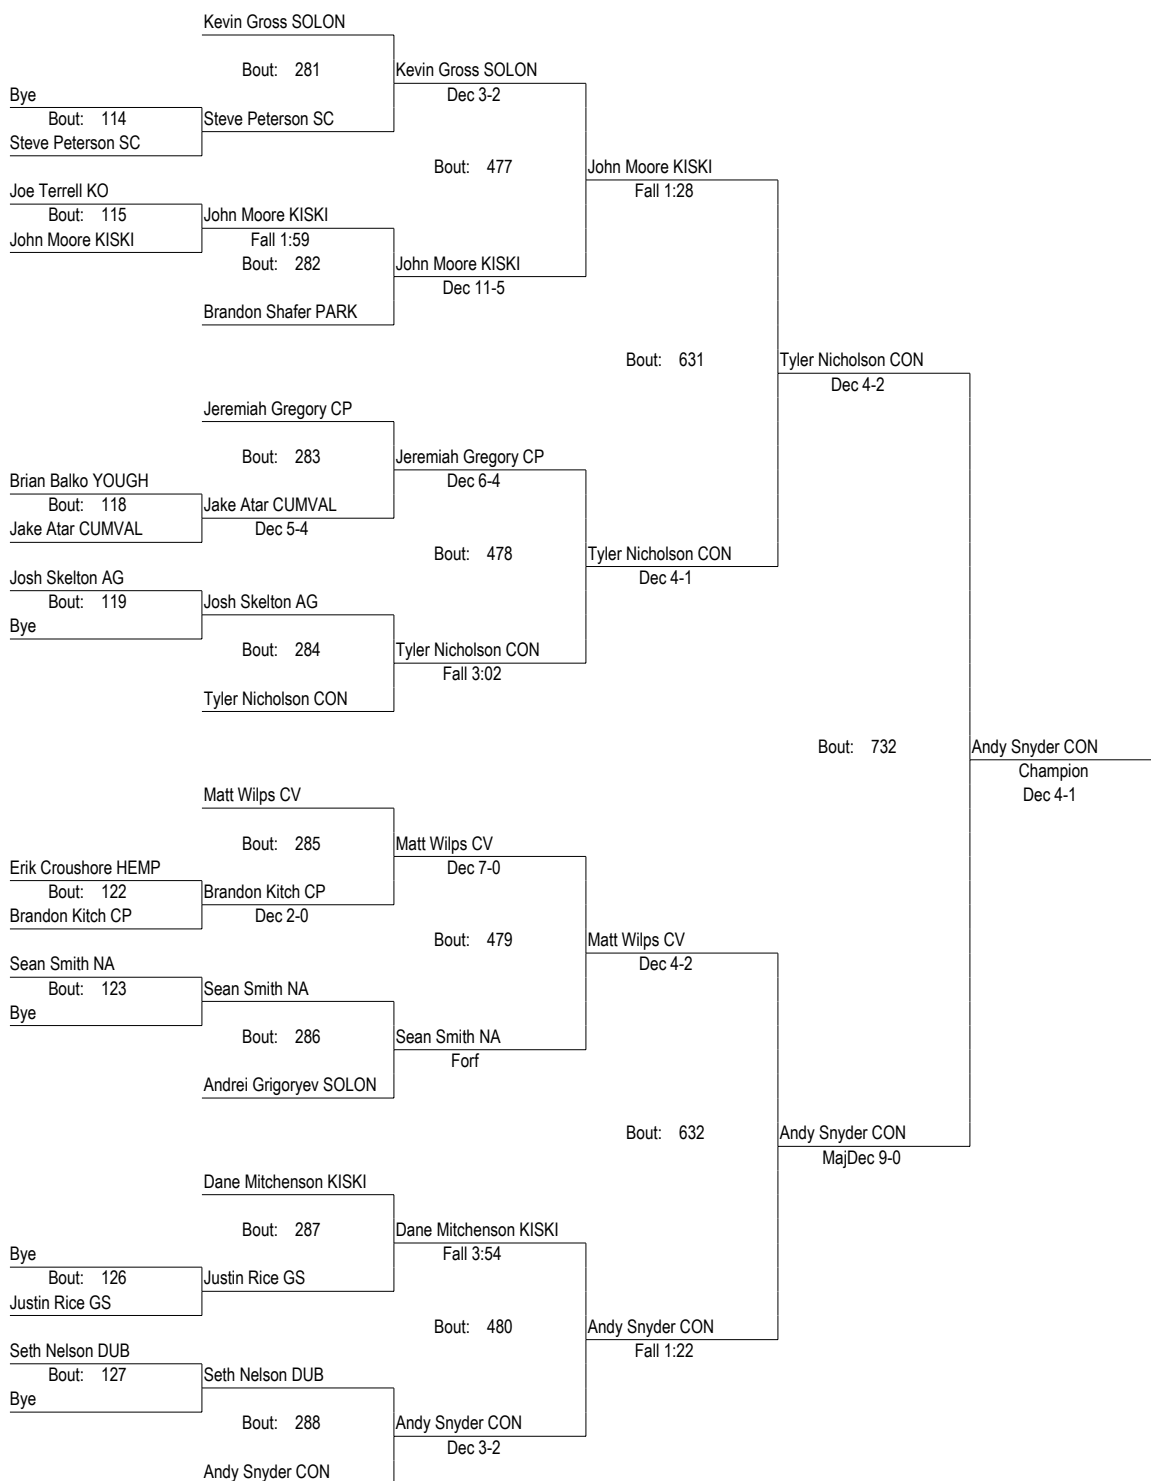 Kevin Gross SOLON
Bout: 281
Kevin Gross SOLON
Dec 3-2
Bye
Bout: 114
Steve Peterson SC
Steve Peterson SC
Bout: 477
John Moore KISKI
Fall 1:28
Joe Terrell KO
Bout: 115
John Moore KISKI
John Moore KISKI
Fall 1:59
Bout: 282
John Moore KISKI
Dec 11-5
Brandon Shafer PARK
Bout: 631
Tyler Nicholson CON
Dec 4-2
Jeremiah Gregory CP
Bout: 283
Jeremiah Gregory CP
Dec 6-4
Brian Balko YOUGH
Bout: 118
Jake Atar CUMVAL
Jake Atar CUMVAL
Dec 5-4
Bout: 478
Tyler Nicholson CON
Dec 4-1
Josh Skelton AG
Bout: 119
Bye
Josh Skelton AG
Bout: 284
Tyler Nicholson CON
Fall 3:02
Tyler Nicholson CON
Bout: 732
Andy Snyder CON
Champion
Dec 4-1
Matt Wilps CV
Bout: 285
Matt Wilps CV
Dec 7-0
Erik Croushore HEMP
Bout: 122
Brandon Kitch CP
Brandon Kitch CP
Dec 2-0
Bout: 479
Matt Wilps CV
Dec 4-2
Sean Smith NA
Bout: 123
Bye
Sean Smith NA
Bout: 286
Sean Smith NA
Forf
Andrei Grigoryev SOLON
Bout: 632
Andy Snyder CON
MajDec 9-0
Dane Mitchenson KISKI
Bout: 287
Dane Mitchenson KISKI
Fall 3:54
Bye
Bout: 126
Justin Rice GS
Justin Rice GS
Bout: 480
Andy Snyder CON
Fall 1:22
Seth Nelson DUB
Bout: 127
Bye
Seth Nelson DUB
Bout: 288
Andy Snyder CON
Dec 3-2
Andy Snyder CON